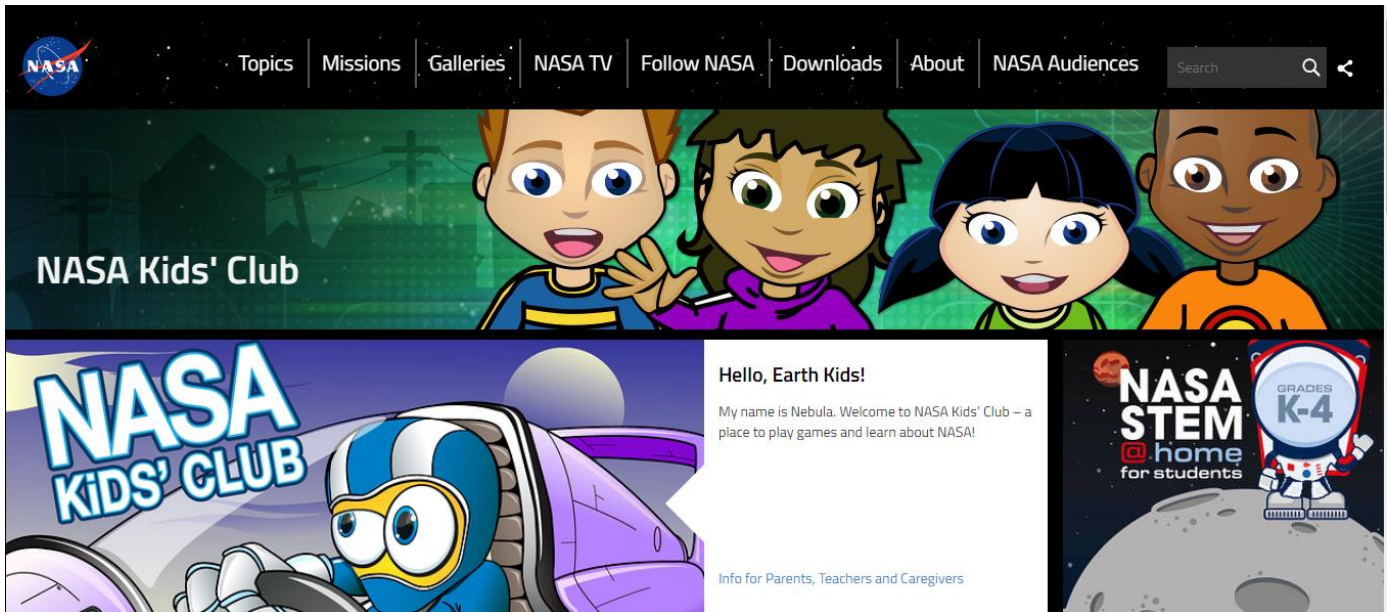 NASA
Topics Missions Galleries NASA TV Follow NASA Downloads About NASA Audiences Search
NASA Kids' Club
NASA
KiDS' CLUB
Hello, Earth Kids!
My name is Nebula. Welcome to NASA Kids' Club – a
place to play games and learn about NASA!
Info for Parents, Teachers and Caregivers
NASA
STEM
@ home
for students
GRADES
K-4